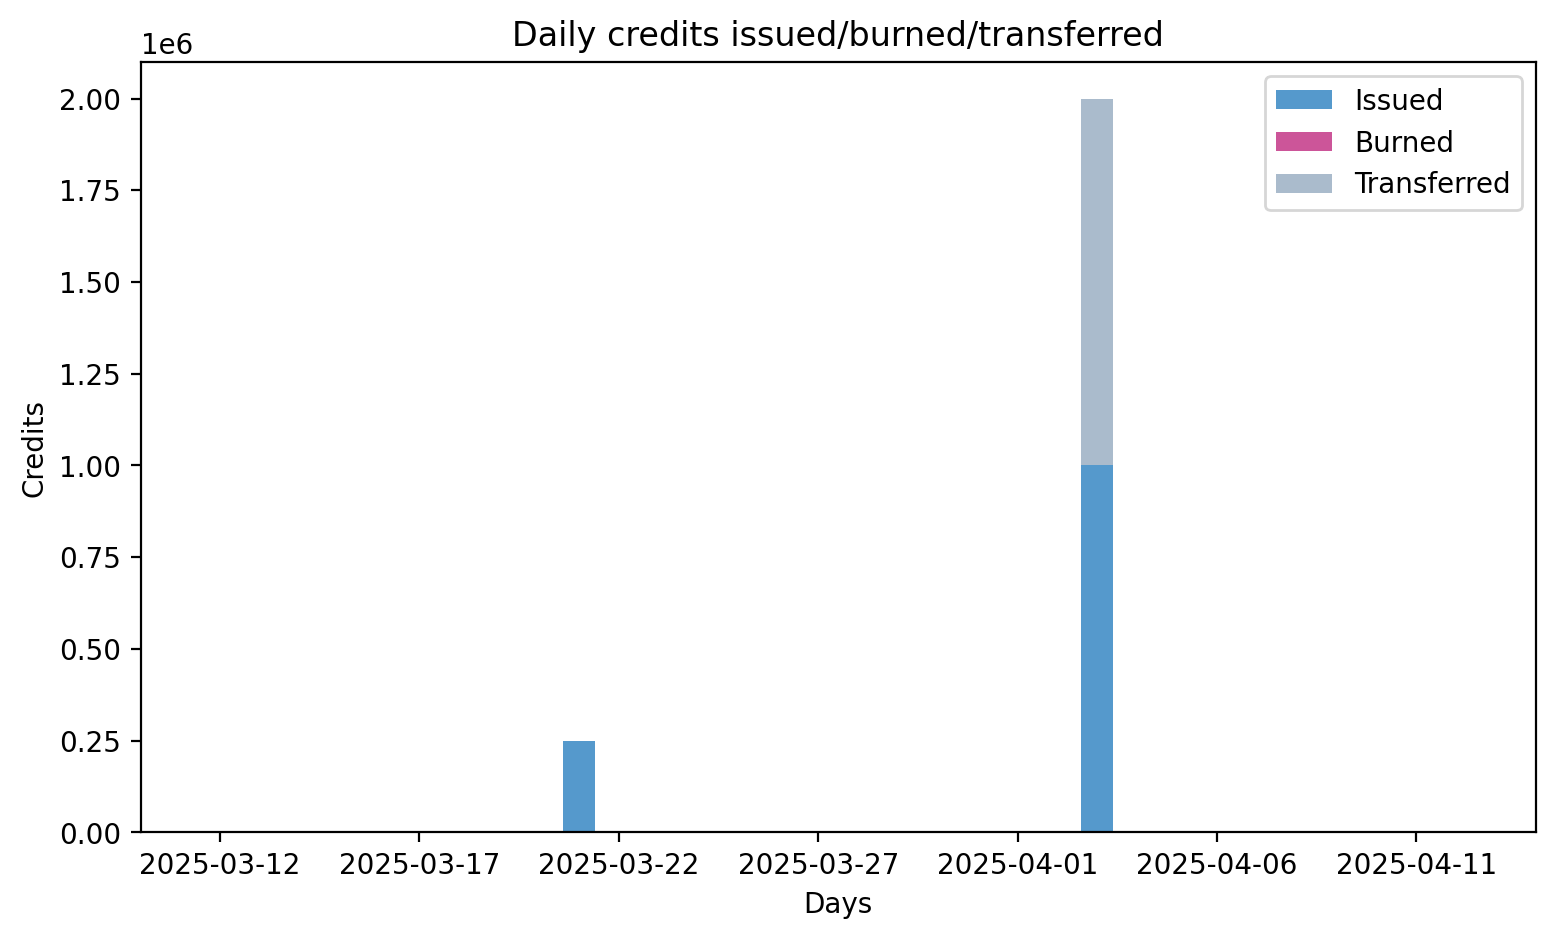 Daily credits issued/burned/transferred
1e6
2.00
1.75
1.50
1.25
1.00
0.75
0.50
0.25
0.00
Credits
Issued
Burned
Transferred
2025-03-12 2025-03-17 2025-03-22 2025-03-27 2025-04-01 2025-04-06 2025-04-11
Days